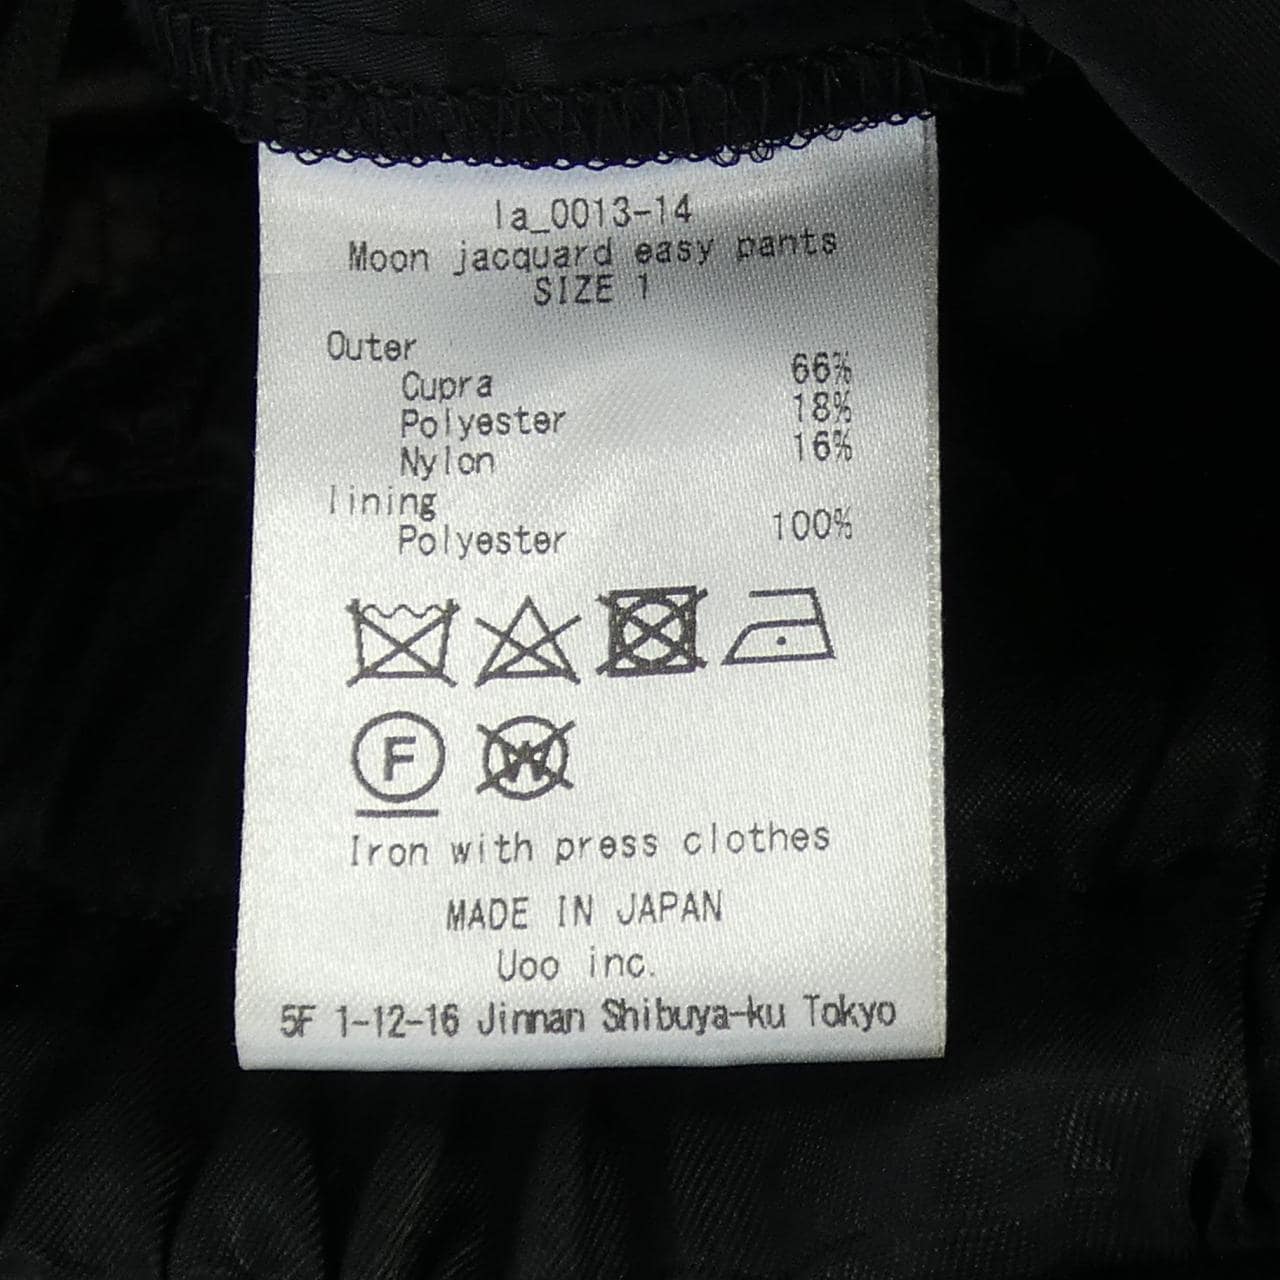 la_0013-14
Moon jacquard easy pants
SIZE 1
Outer
Cupra 66%
Polyester 18%
Nylon 16%
lining
Polyester 100%
F W
Iron with press clothes
MADE IN JAPAN
Uoo inc.
5F 1-12-16 Jinnan Shibuya-ku Tokyo